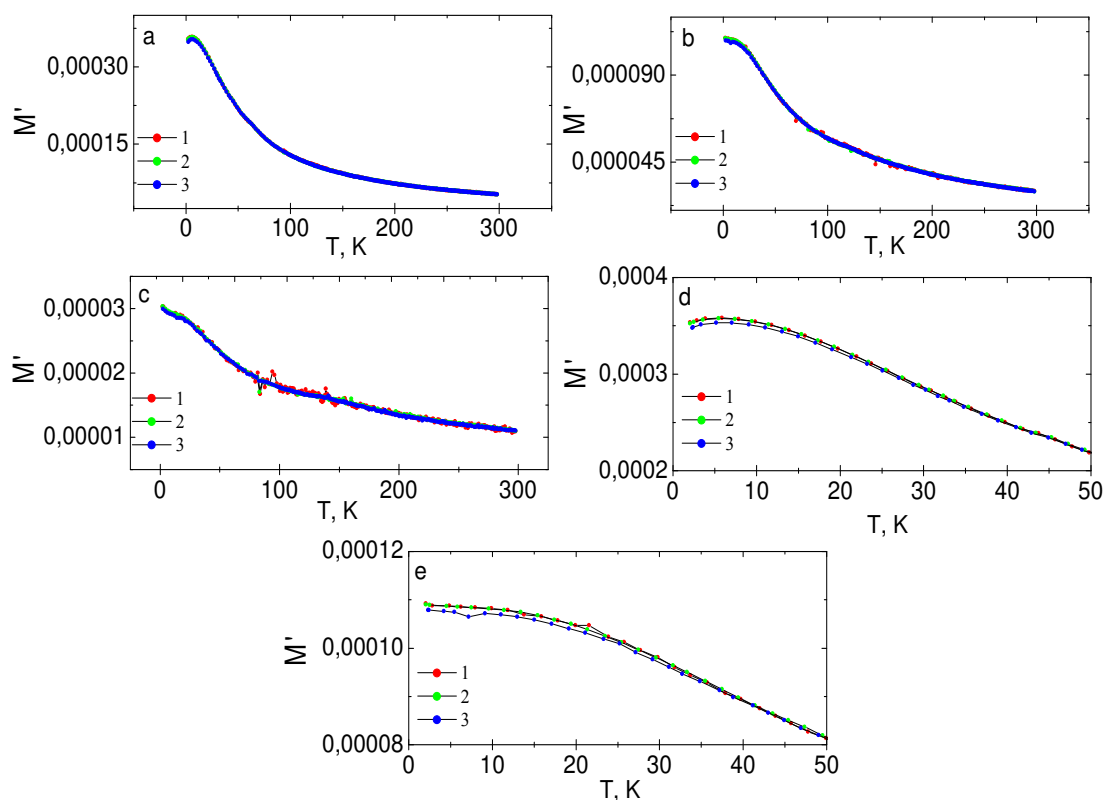 a
0,00030
0,00015
M'
1
2
3
0 100 200 300
T, K
b
0,000090
0,000045
M'
1
2
3
0 100 200 300
T, K
c
0,00003
0,00002
0,00001
M'
1
2
3
0 100 200 300
T, K
d
0,0004
0,0003
0,0002
M'
1
2
3
0 10 20 30 40 50
T, K
e
0,00012
0,00010
0,00008
M'
1
2
3
0 10 20 30 40 50
T, K